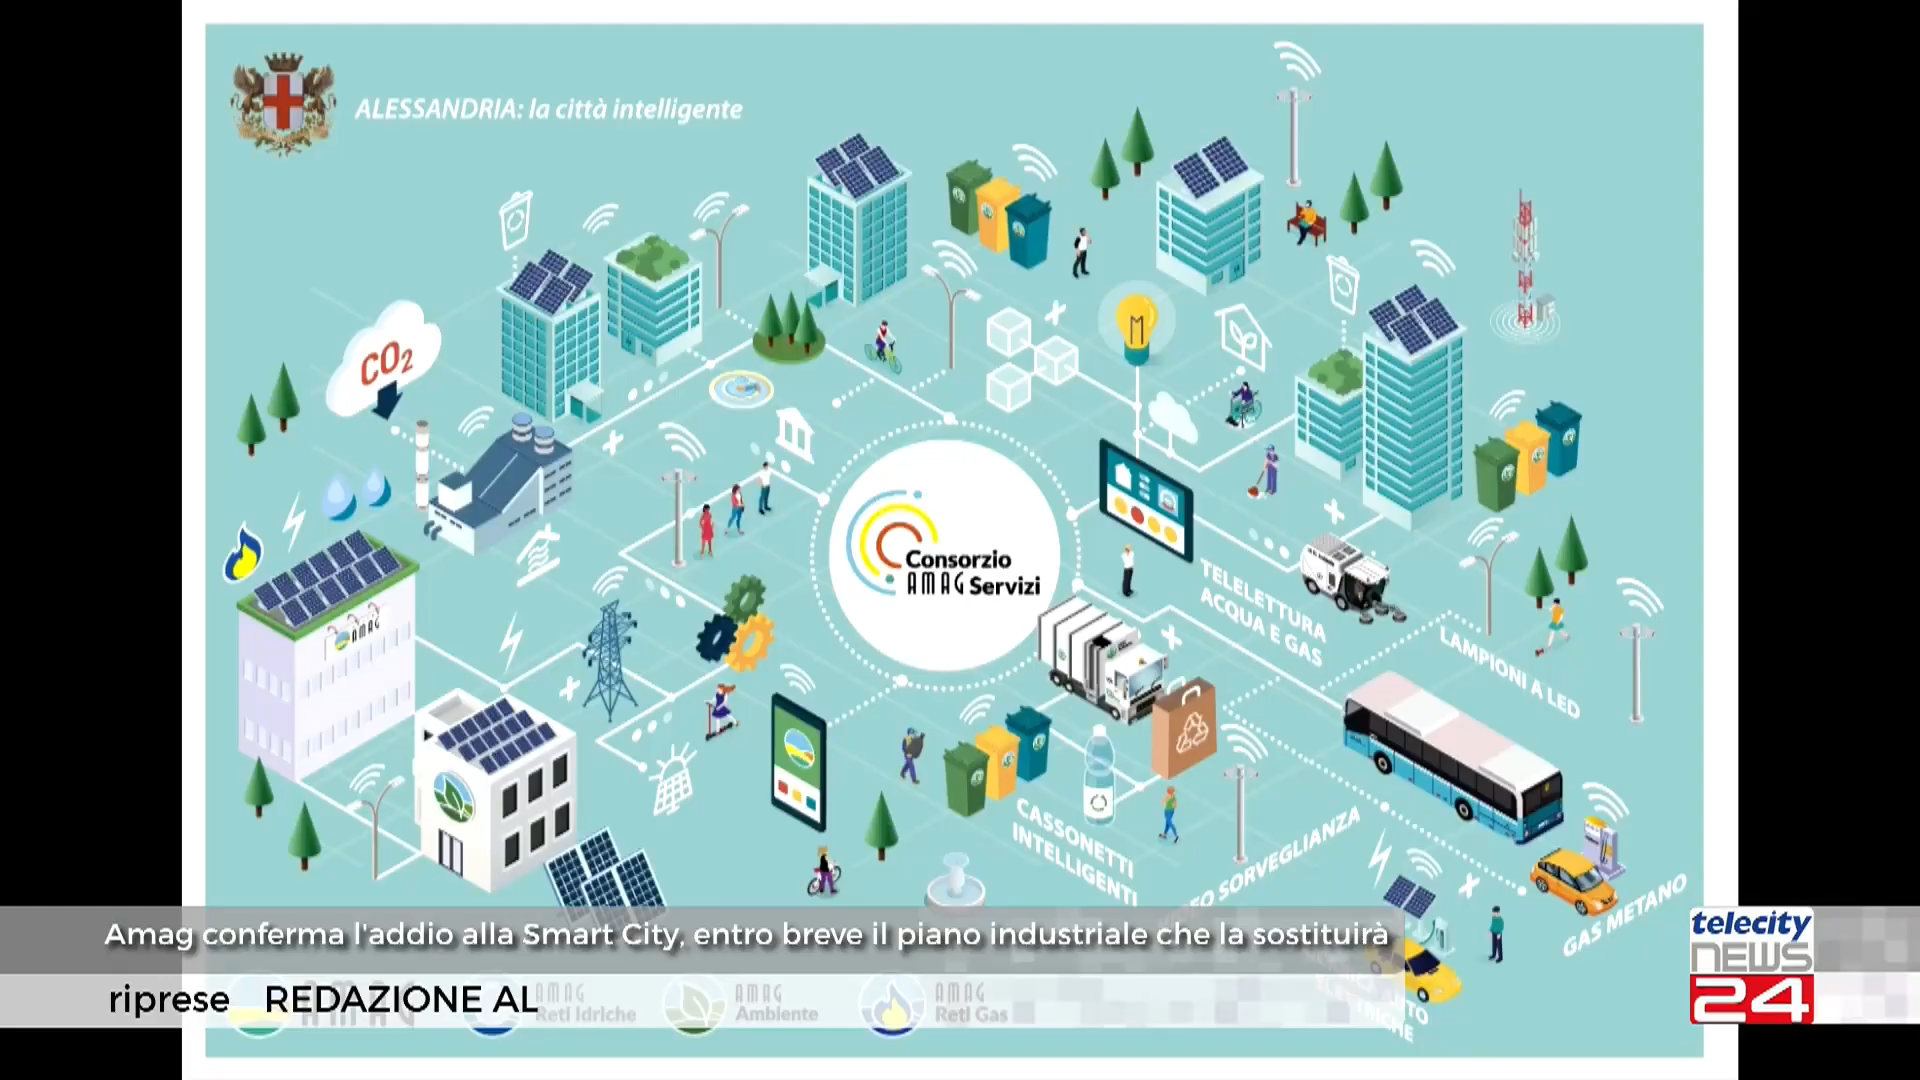 ALESSANDRIA: la città intelligente
CO2
Consorzio
AMAG Servizi
AMAG
TELELETTURA
ACQUA E GAS
LAMPIONI A LED
CASSONETTI
INTELLIGENTI
SORVEGLIANZA
GAS METANO
Amag conferma l'addio alla Smart City, entro breve il piano industriale che la sostituirà
telecity
NEWS
24
riprese REDAZIONE AL
AMAG
AMAG
Reti Idriche
AMAG
Ambiente
AMAG
Reti Gas